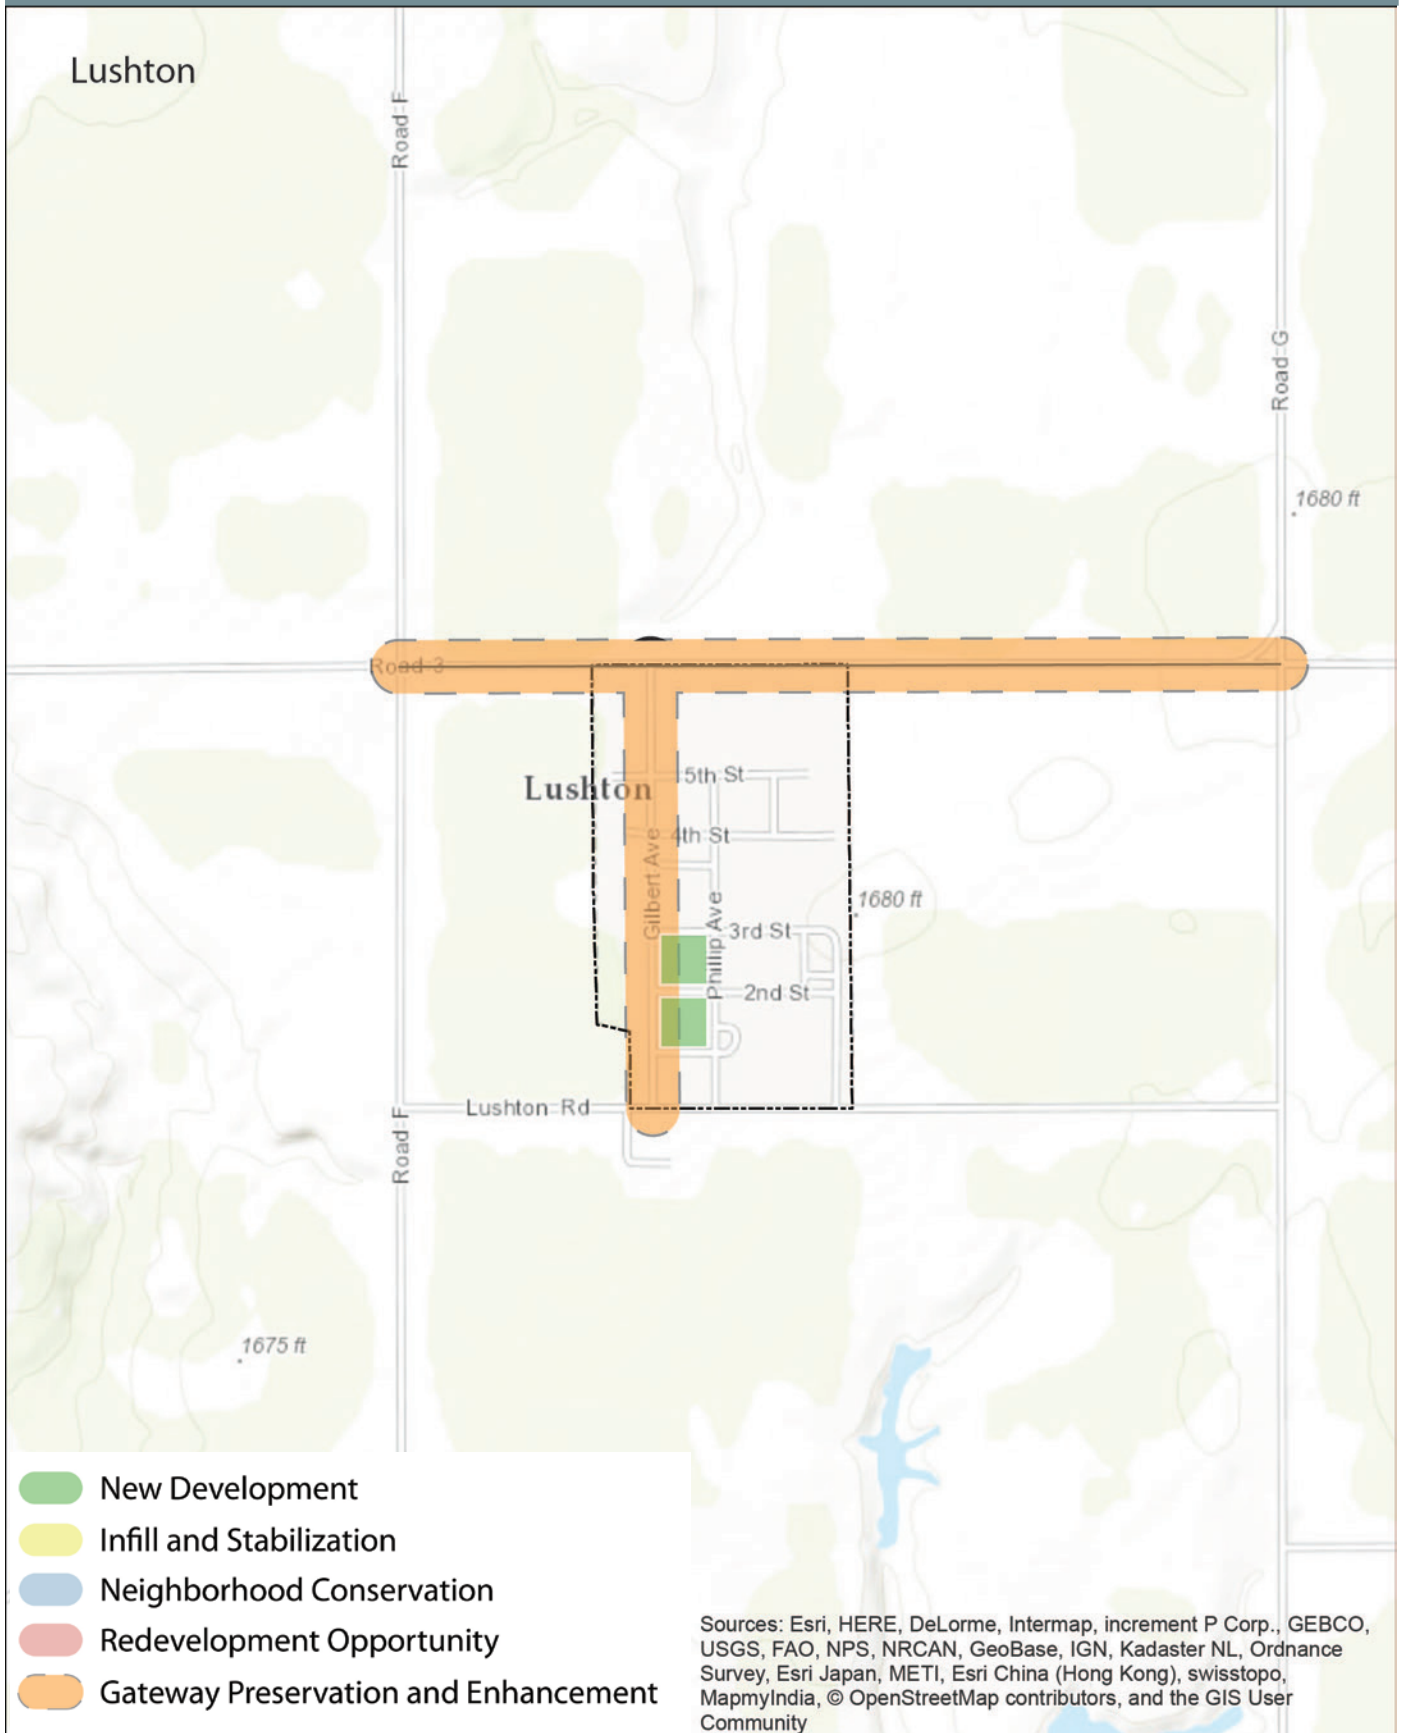 Lushton
Road F
Road G
1680 ft
Road 3
5th St
Lushton
4th St
Gilbert Ave
Phillip Ave
1680 ft
3rd St
2nd St
Lushton Rd
Road F
1675 ft
New Development
Infill and Stabilization
Neighborhood Conservation
Redevelopment Opportunity
Gateway Preservation and Enhancement
Sources: Esri, HERE, DeLorme, Intermap, increment P Corp., GEBCO,
USGS, FAO, NPS, NRCAN, GeoBase, IGN, Kadaster NL, Ordnance
Survey, Esri Japan, METI, Esri China (Hong Kong), swisstopo,
MapmyIndia, © OpenStreetMap contributors, and the GIS User
Community